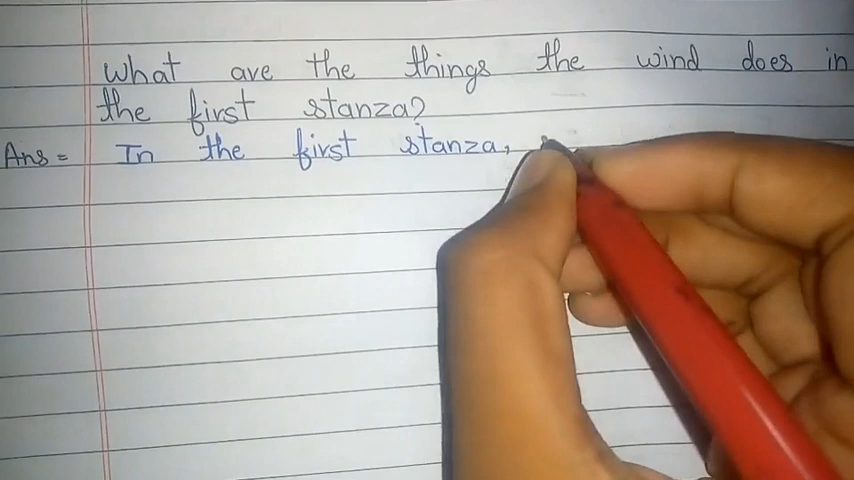 What are the things the wind does in
the first stanza?
Ans = In the first stanza,